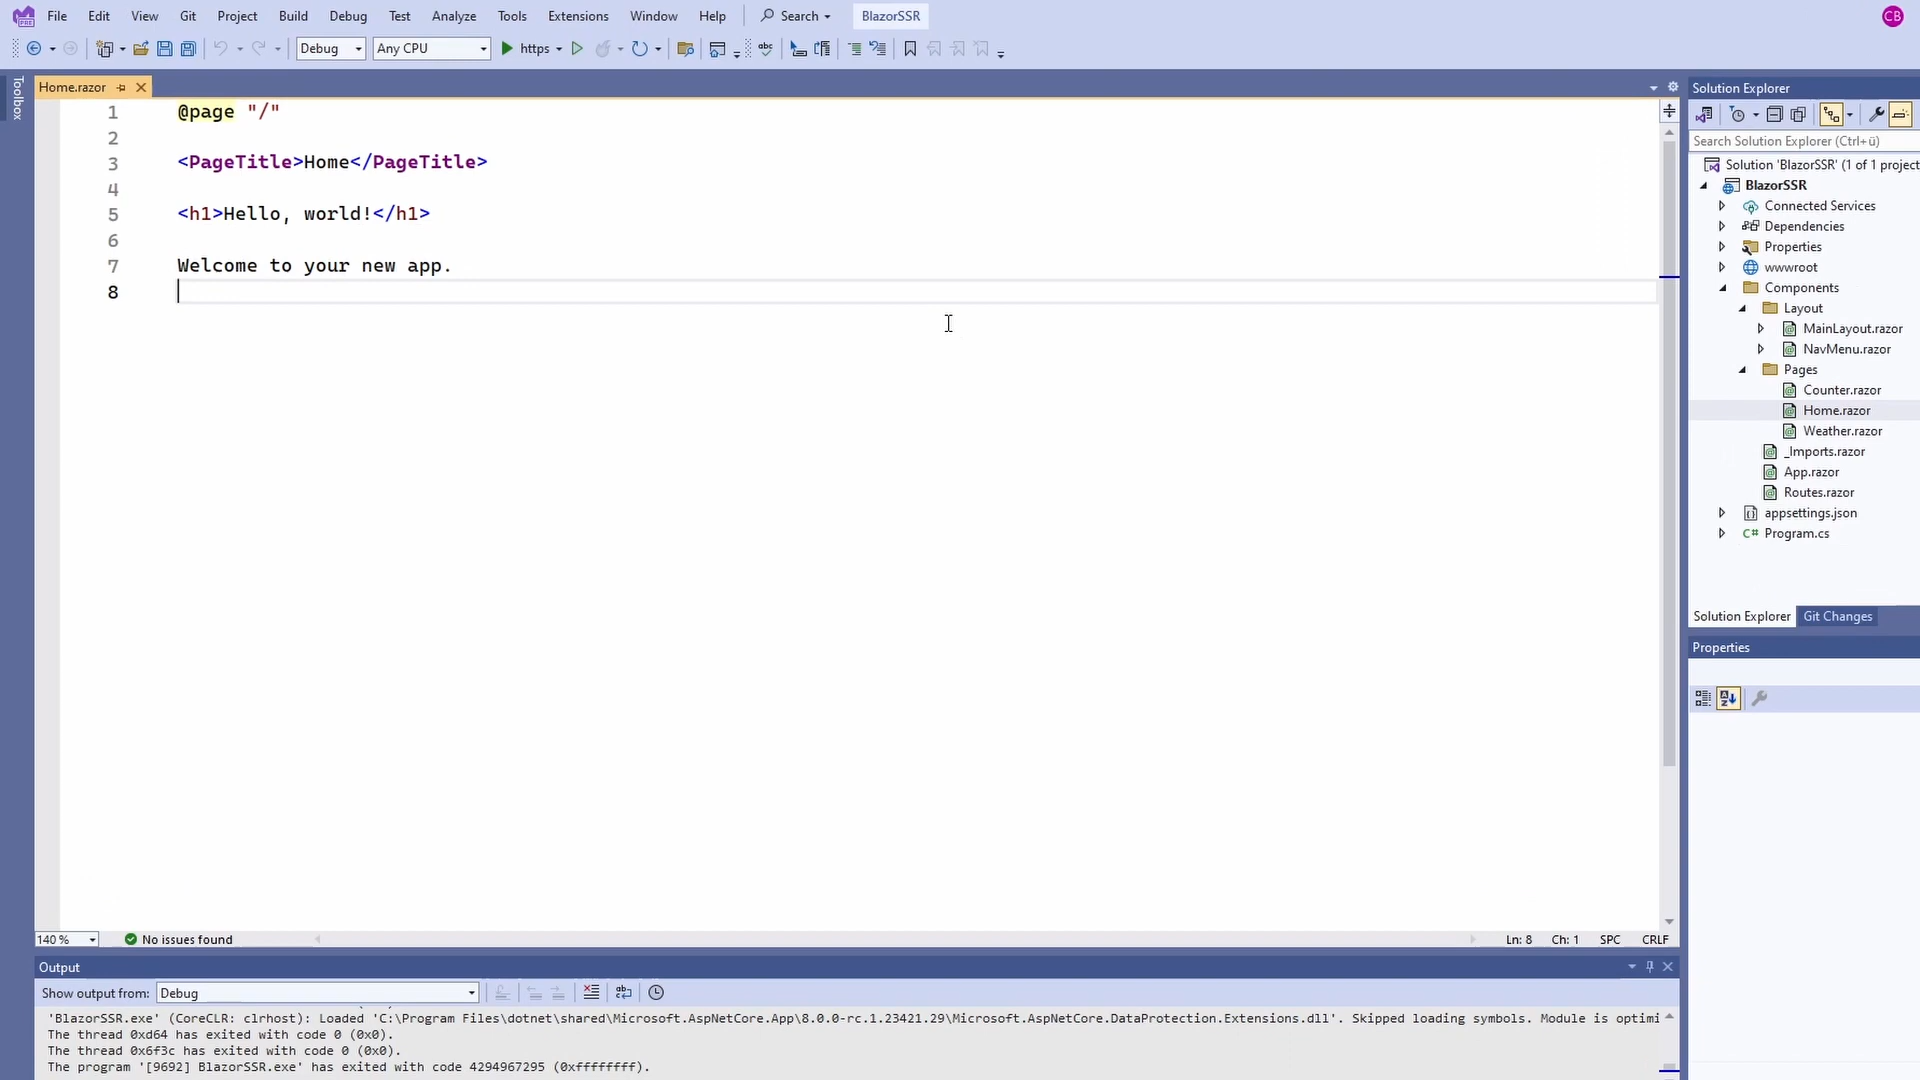 File Edit View Git Project Build Debug Test Analyze Tools Extensions Window Help Search BlazorSSR CB
Debug Any CPU https
Toolbox
Home.razor
1 @page "/"
2
3 <PageTitle>Home</PageTitle>
4
5 <h1>Hello, world!</h1>
6
7 Welcome to your new app.
8
140 % No issues found Ln: 8 Ch: 1 SPC CRLF
Output
Show output from: Debug
'BlazorSSR.exe' (CoreCLR: clrhost): Loaded 'C:\Program Files\dotnet\shared\Microsoft.AspNetCore.App\8.0.0-rc.1.23421.29\Microsoft.AspNetCore.DataProtection.Extensions.dll'. Skipped loading symbols. Module is optimi
The thread 0xd64 has exited with code 0 (0x0).
The thread 0x6f3c has exited with code 0 (0x0).
The program '[9692] BlazorSSR.exe' has exited with code 4294967295 (0xffffffff).
Solution Explorer
Search Solution Explorer (Ctrl+ü)
Solution 'BlazorSSR' (1 of 1 project
BlazorSSR
Connected Services
Dependencies
Properties
wwwroot
Components
Layout
MainLayout.razor
NavMenu.razor
Pages
Counter.razor
Home.razor
Weather.razor
_Imports.razor
App.razor
Routes.razor
appsettings.json
C# Program.cs
Solution Explorer Git Changes
Properties